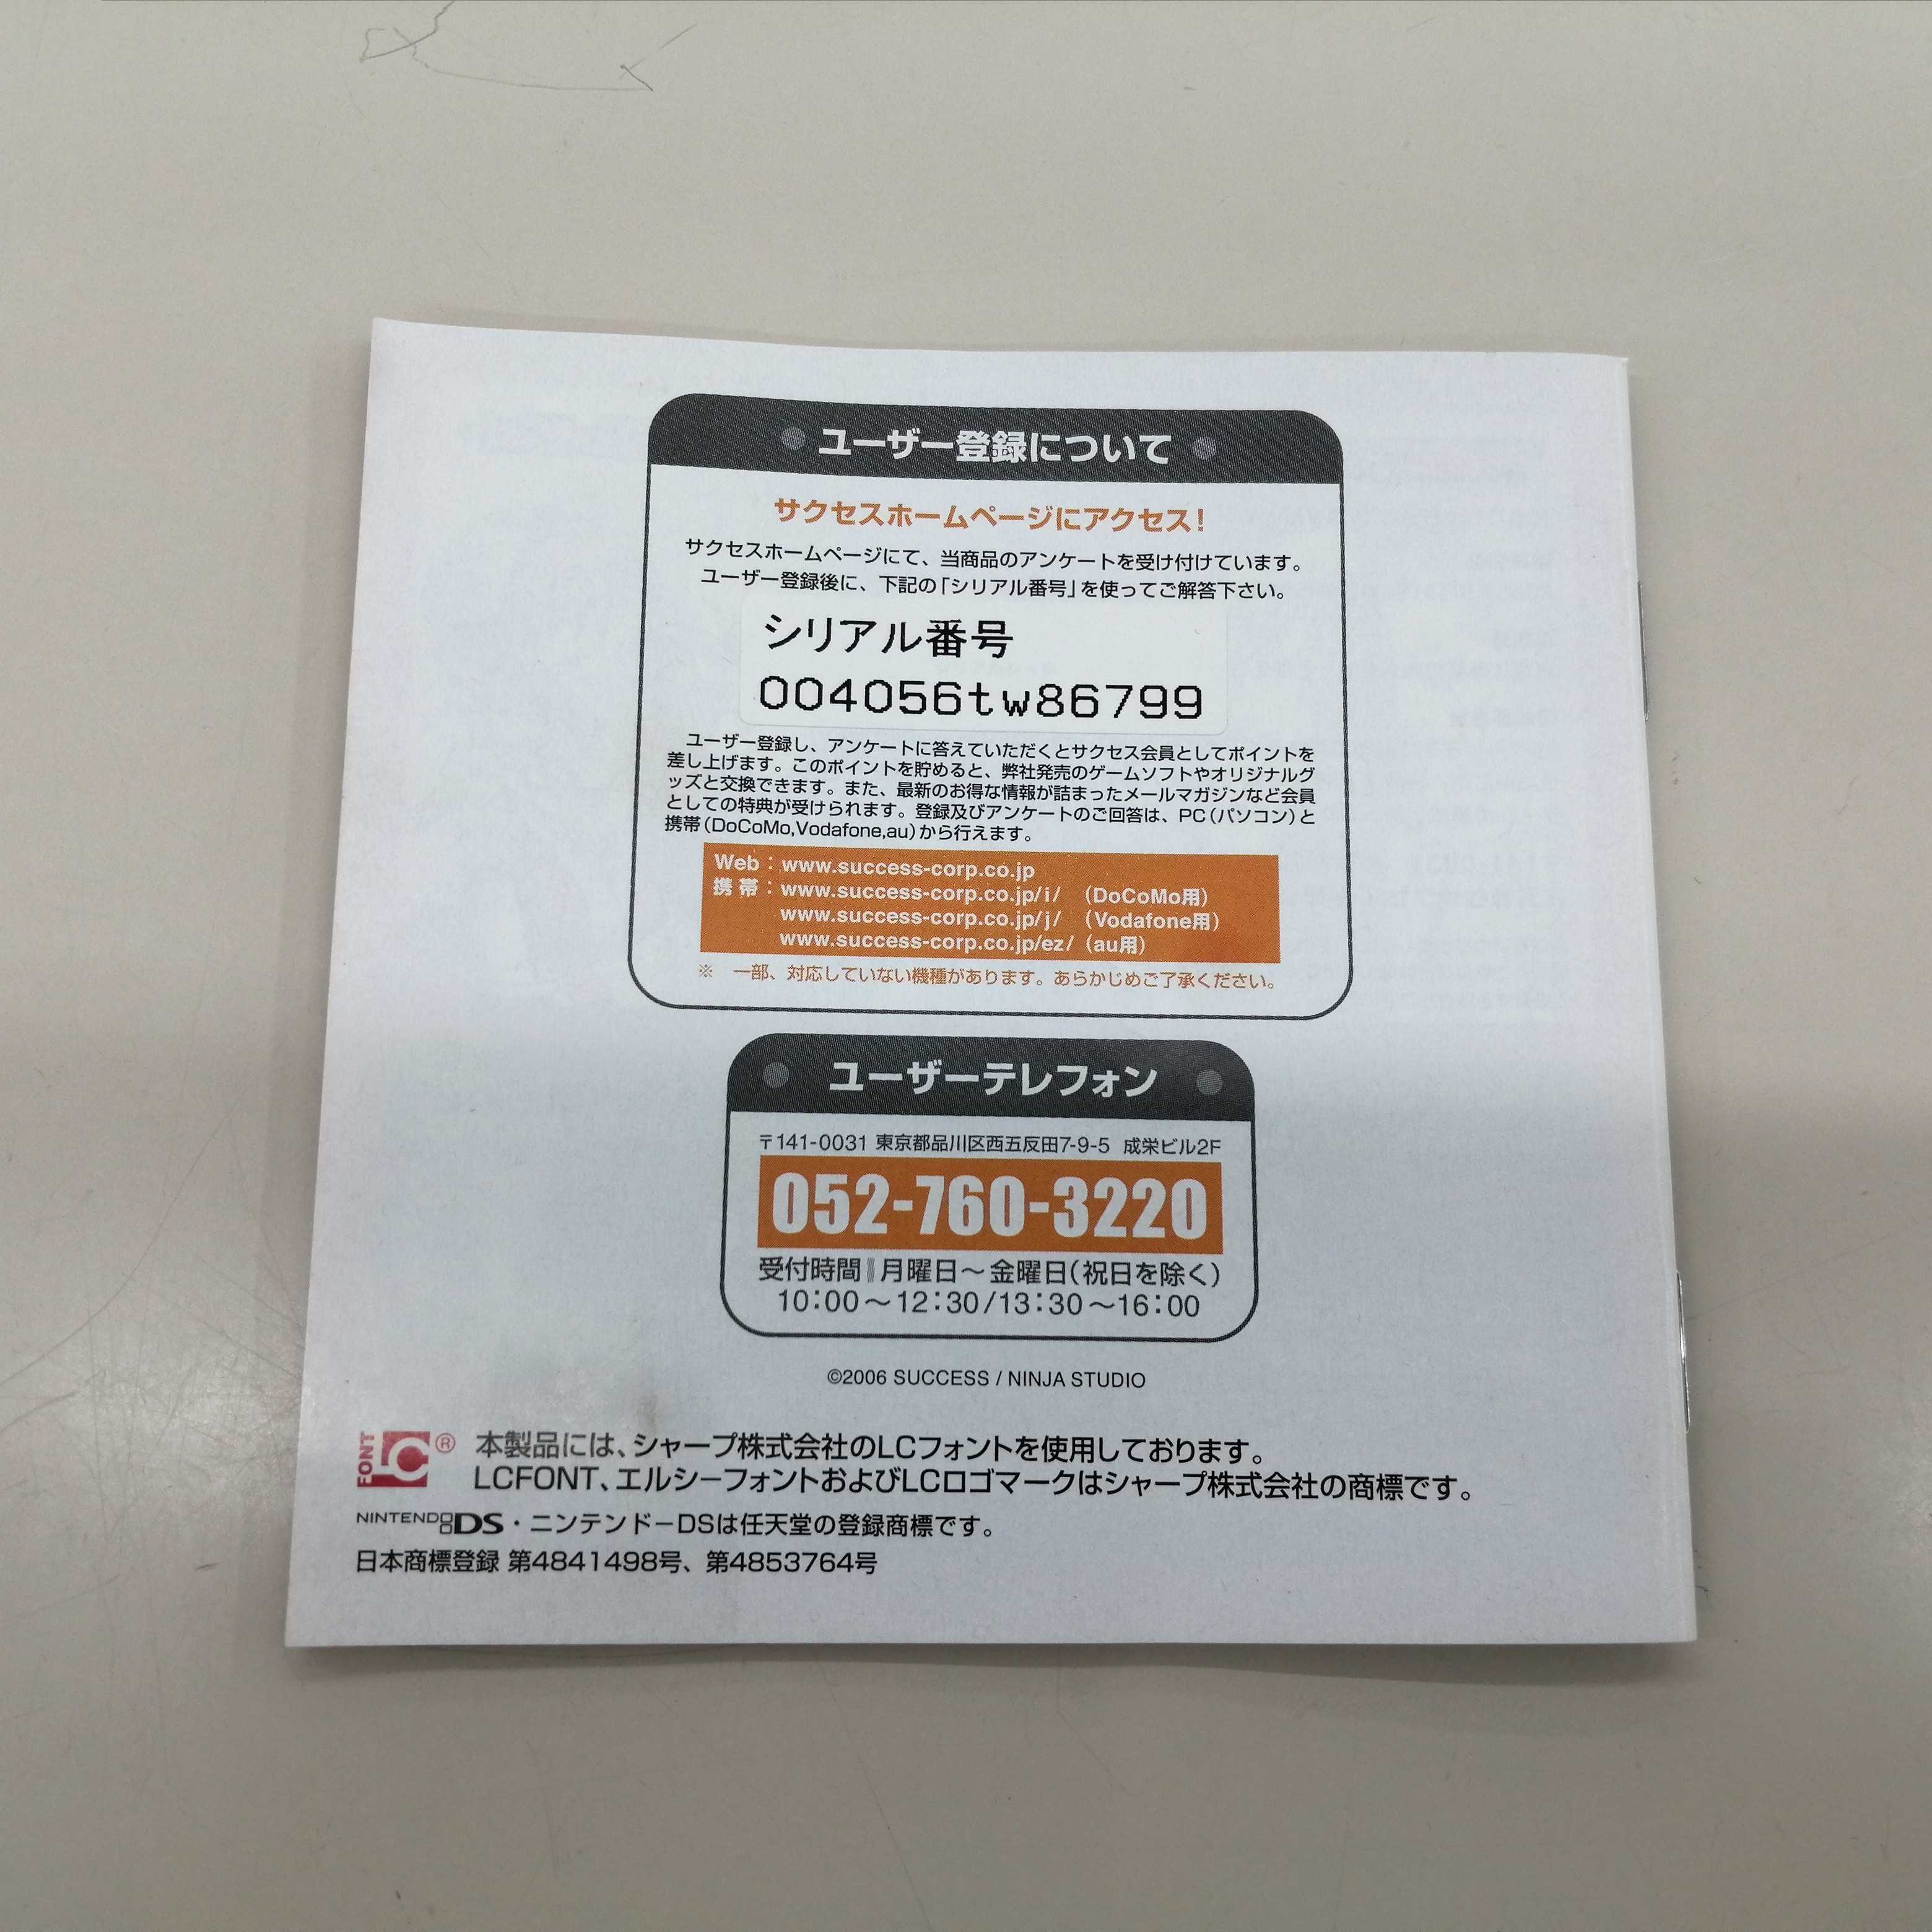 ユーザー登録について
サクセスホームページにアクセス!
サクセスホームページにて、当商品のアンケートを受け付けています。
ユーザー登録後に、下記の「シリアル番号」を使ってご解答下さい。
シリアル番号
004056tw86799
ユーザー登録し、アンケートに答えていただくとサクセス会員としてポイントを
差し上げます。このポイントを貯めると、弊社発売のゲームソフトやオリジナルグ
ッズと交換できます。また、最新のお得な情報が詰まったメールマガジンなど会員
としての特典が受けられます。登録及びアンケートのご回答は、PC(パソコン)と
携帯(DoCoMo,Vodafone,au)から行えます。
Web：www.success-corp.co.jp
携帯：www.success-corp.co.jp/i/ (DoCoMo用)
www.success-corp.co.jp/j/ (Vodafone用)
www.success-corp.co.jp/ez/ (au用)
※ 一部、対応していない機種があります。あらかじめご了承ください。
ユーザーテレフォン
〒141-0031 東京都品川区西五反田7-9-5 成栄ビル2F
052-760-3220
受付時間 月曜日～金曜日(祝日を除く)
10:00～12:30/13:30～16:00
©2006 SUCCESS / NINJA STUDIO
FONT LC® 本製品には、シャープ株式会社のLCフォントを使用しております。
LCFONT、エルシーフォントおよびLCロゴマークはシャープ株式会社の商標です。
NINTENDO DS・ニンテンドーDSは任天堂の登録商標です。
日本商標登録 第4841498号、第4853764号